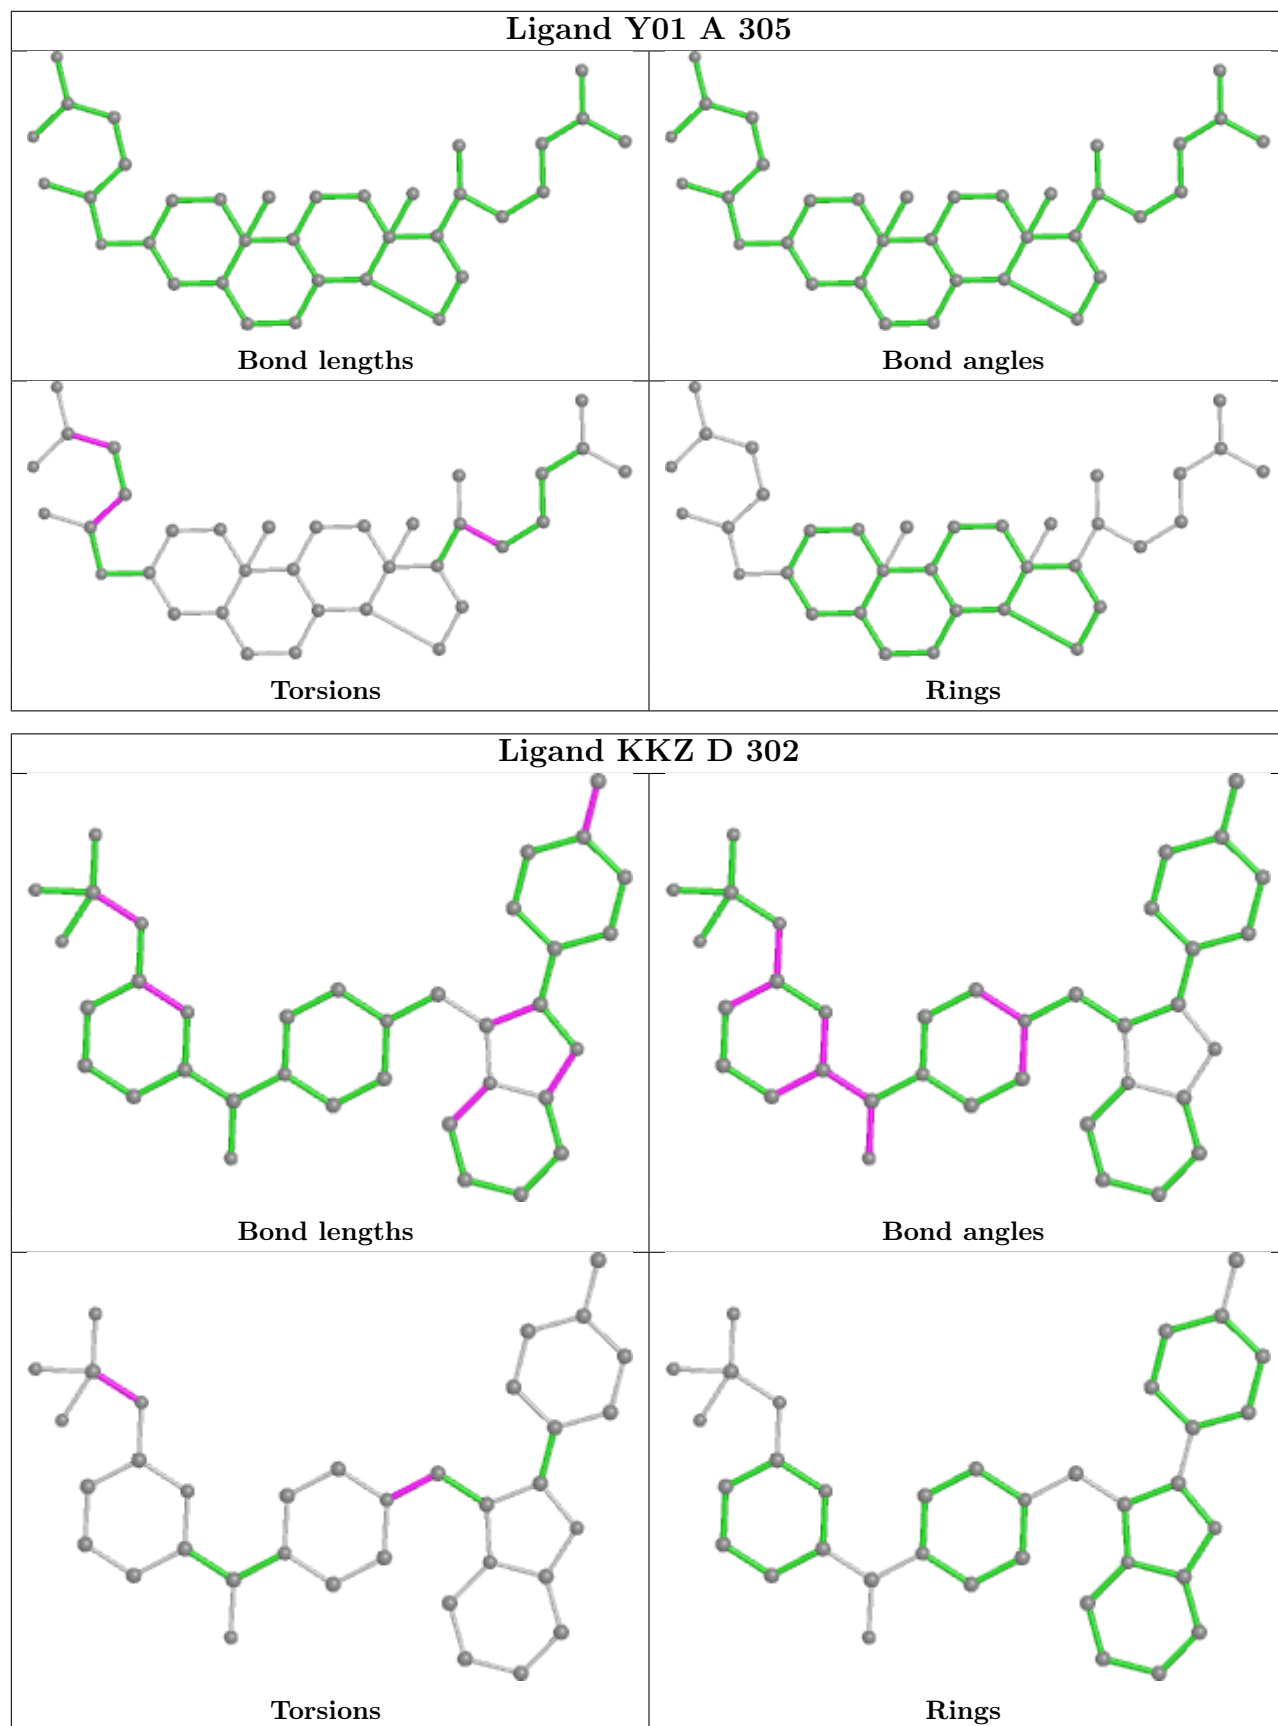 Ligand Y01 A 305
Bond lengths
Bond angles
Torsions
Rings
Ligand KKZ D 302
Bond lengths
Bond angles
Torsions
Rings